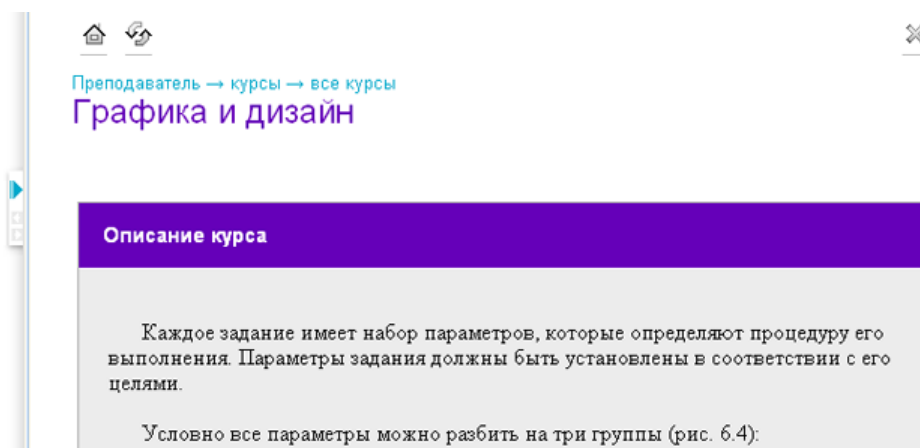 Преподаватель → курсы → все курсы
Графика и дизайн
Описание курса
Каждое задание имеет набор параметров, которые определяют процедуру его
выполнения. Параметры задания должны быть установлены в соответствии с его
целями.
Условно все параметры можно разбить на три группы (рис. 6.4):